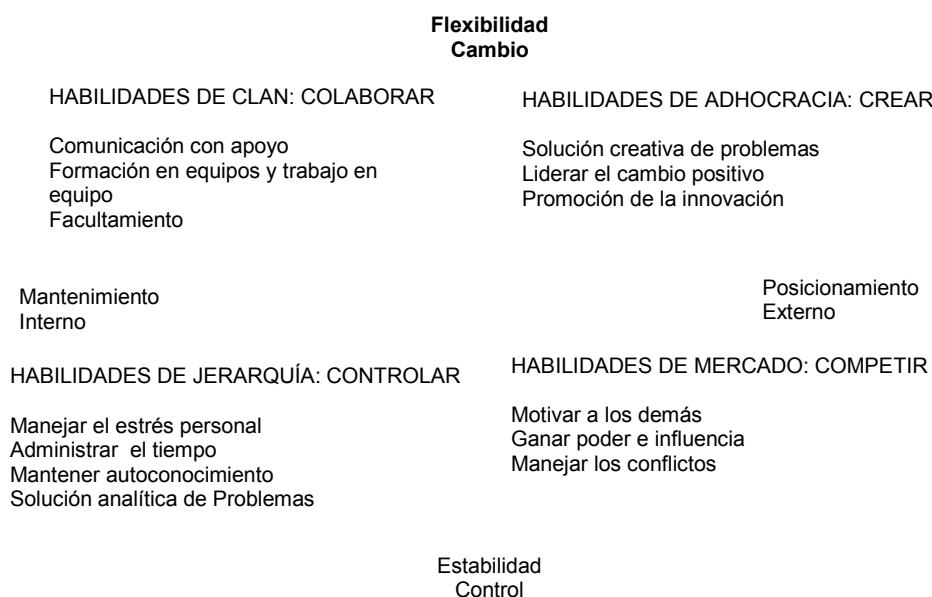 Flexibilidad
Cambio
HABILIDADES DE CLAN: COLABORAR
Comunicación con apoyo
Formación en equipos y trabajo en
equipo
Facultamiento
HABILIDADES DE ADHOCRACIA: CREAR
Solución creativa de problemas
Liderar el cambio positivo
Promoción de la innovación
Mantenimiento
Interno
Posicionamiento
Externo
HABILIDADES DE JERARQUÍA: CONTROLAR
Manejar el estrés personal
Administrar  el tiempo
Mantener autoconocimiento
Solución analítica de Problemas
HABILIDADES DE MERCADO: COMPETIR
Motivar a los demás
Ganar poder e influencia
Manejar los conflictos
Estabilidad
Control